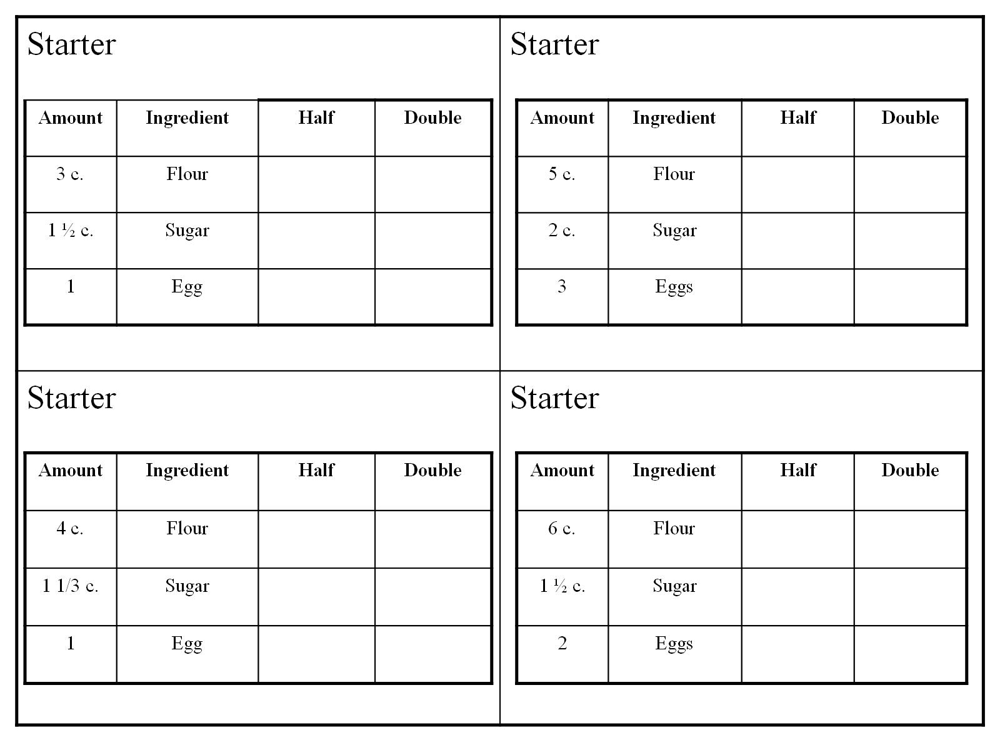 Starter
Amount Ingredient Half Double
3 c. Flour
1 ½ c. Sugar
1 Egg
Starter
Amount Ingredient Half Double
5 c. Flour
2 c. Sugar
3 Eggs
Starter
Amount Ingredient Half Double
4 c. Flour
1 1/3 c. Sugar
1 Egg
Starter
Amount Ingredient Half Double
6 c. Flour
1 ½ c. Sugar
2 Eggs